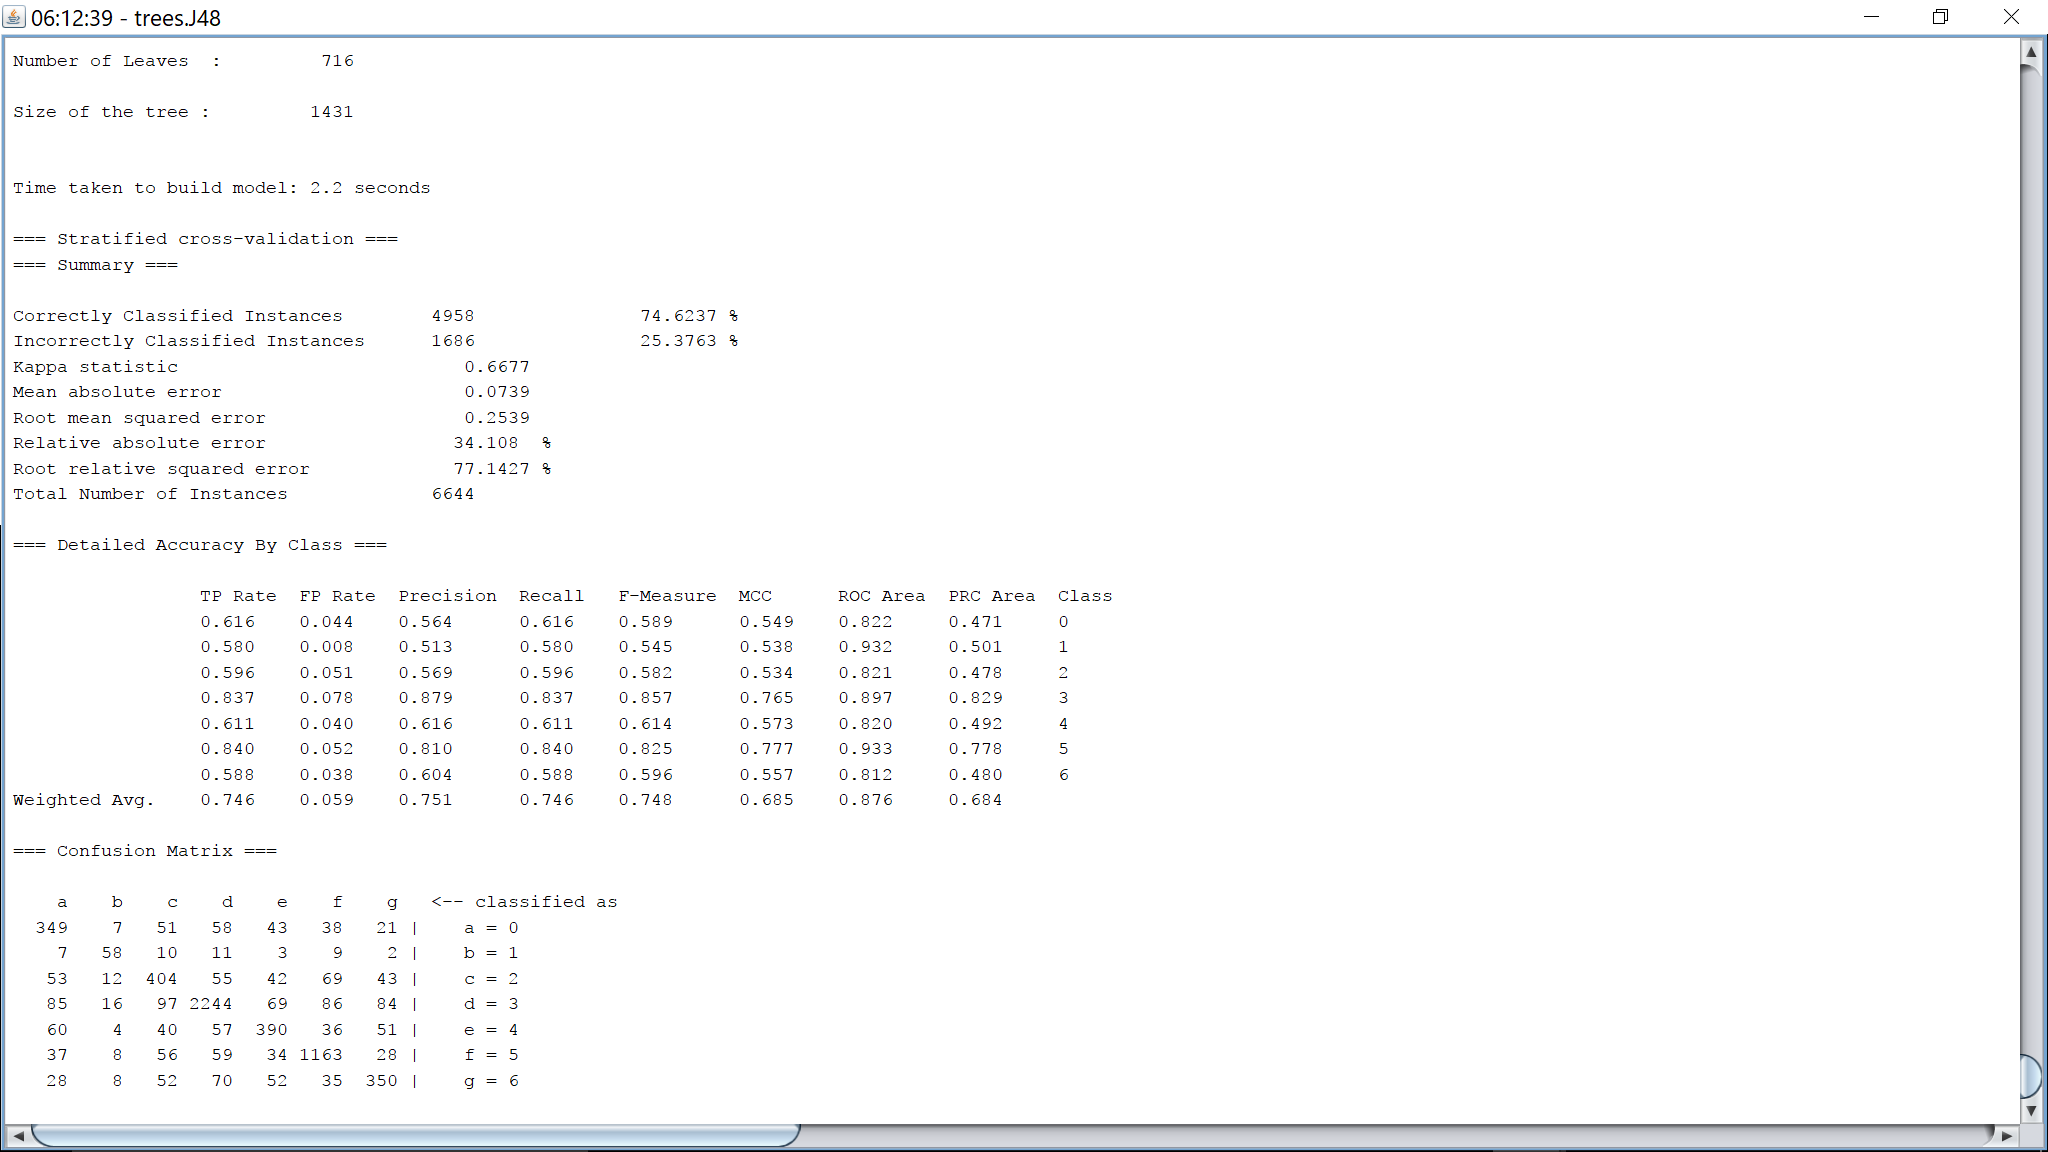 06:12:39 - trees.J48
Number of Leaves  :         716
Size of the tree :         1431
Time taken to build model: 2.2 seconds
=== Stratified cross-validation ===
=== Summary ===
Correctly Classified Instances        4958               74.6237 %
Incorrectly Classified Instances      1686               25.3763 %
Kappa statistic                          0.6677
Mean absolute error                      0.0739
Root mean squared error                  0.2539
Relative absolute error                 34.108  %
Root relative squared error             77.1427 %
Total Number of Instances             6644
=== Detailed Accuracy By Class ===
                 TP Rate  FP Rate  Precision  Recall   F-Measure  MCC      ROC Area  PRC Area  Class
                 0.616    0.044    0.564      0.616    0.589      0.549    0.822     0.471     0
                 0.580    0.008    0.513      0.580    0.545      0.538    0.932     0.501     1
                 0.596    0.051    0.569      0.596    0.582      0.534    0.821     0.478     2
                 0.837    0.078    0.879      0.837    0.857      0.765    0.897     0.829     3
                 0.611    0.040    0.616      0.611    0.614      0.573    0.820     0.492     4
                 0.840    0.052    0.810      0.840    0.825      0.777    0.933     0.778     5
                 0.588    0.038    0.604      0.588    0.596      0.557    0.812     0.480     6
Weighted Avg.    0.746    0.059    0.751      0.746    0.748      0.685    0.876     0.684
=== Confusion Matrix ===
    a    b    c    d    e    f    g   <-- classified as
  349    7   51   58   43   38   21 |    a = 0
    7   58   10   11    3    9    2 |    b = 1
   53   12  404   55   42   69   43 |    c = 2
   85   16   97 2244   69   86   84 |    d = 3
   60    4   40   57  390   36   51 |    e = 4
   37    8   56   59   34 1163   28 |    f = 5
   28    8   52   70   52   35  350 |    g = 6